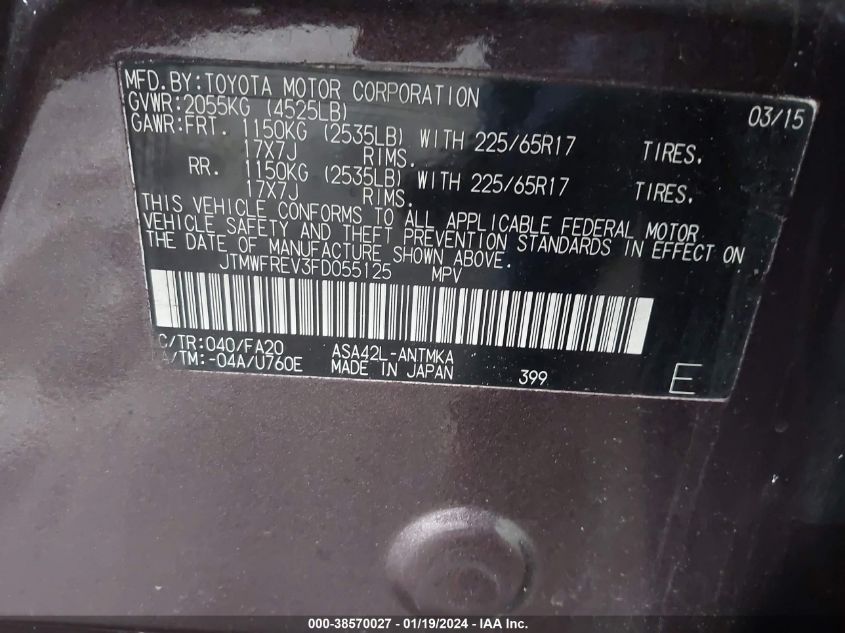 MFD.BY:TOYOTA MOTOR CORPORATION 03/15
GVWR:2055KG (4525LB)
GAWR:FRT. 1150KG (2535LB) WITH 225/65R17 TIRES.
17X7J RIMS.
RR. 1150KG (2535LB) WITH 225/65R17 TIRES.
17X7J RIMS.
THIS VEHICLE CONFORMS TO ALL APPLICABLE FEDERAL MOTOR
VEHICLE SAFETY AND THEFT PREVENTION STANDARDS IN EFFECT ON
THE DATE OF MANUFACTURE SHOWN ABOVE.
JTMWFREV3FD055125 MPV
C/TR:040/FA20 ASA42L-ANTMKA
A/TM:-04A/U760E MADE IN JAPAN 399 E
000-38570027 - 01/19/2024 - IAA Inc.